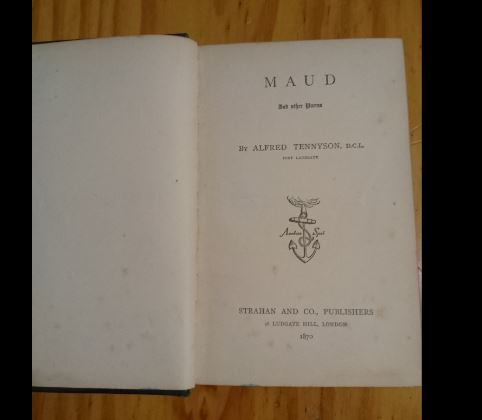 MAUD
And other Poems
BY ALFRED TENNYSON, D.C.L.
POET LAUREATE
Anchora Spei
STRAHAN AND CO., PUBLISHERS
56 LUDGATE HILL, LONDON
1870